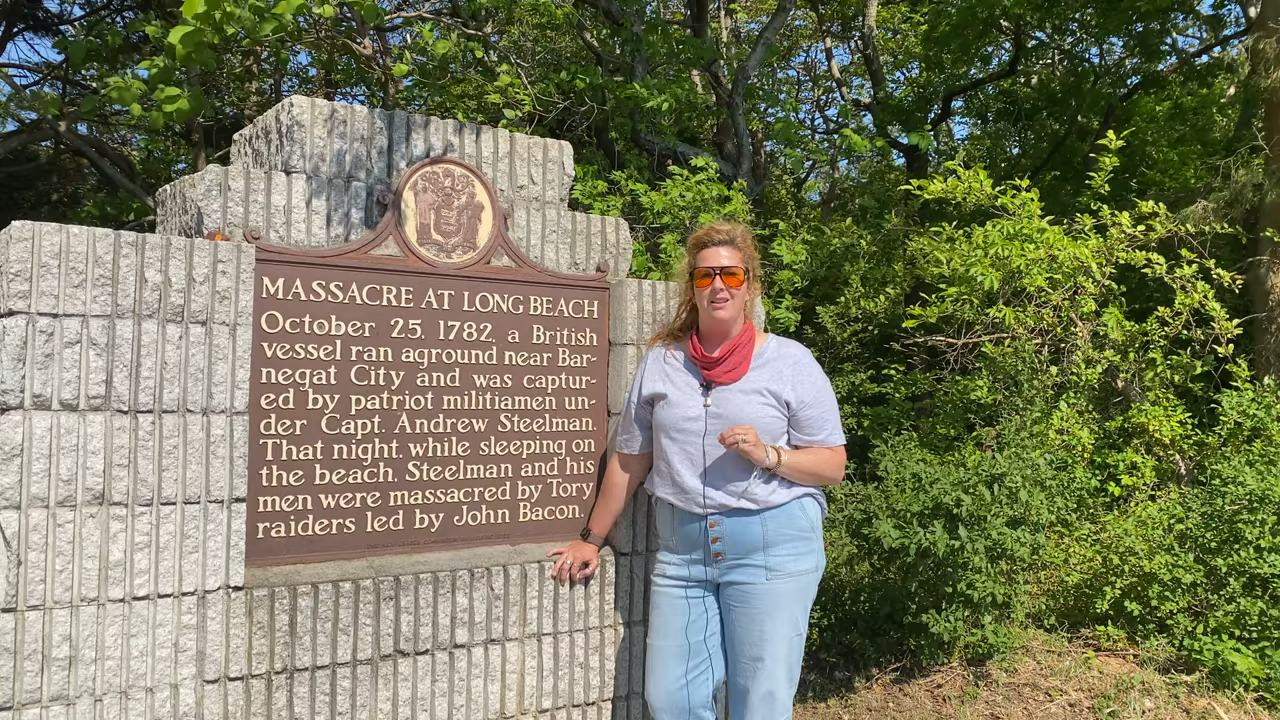 MASSACRE AT LONG BEACH
October 25, 1782, a British
vessel ran aground near Bar-
negat City and was captur-
ed by patriot militiamen un-
der Capt. Andrew Steelman.
That night, while sleeping on
the beach, Steelman and his
men were massacred by Tory
raiders led by John Bacon.